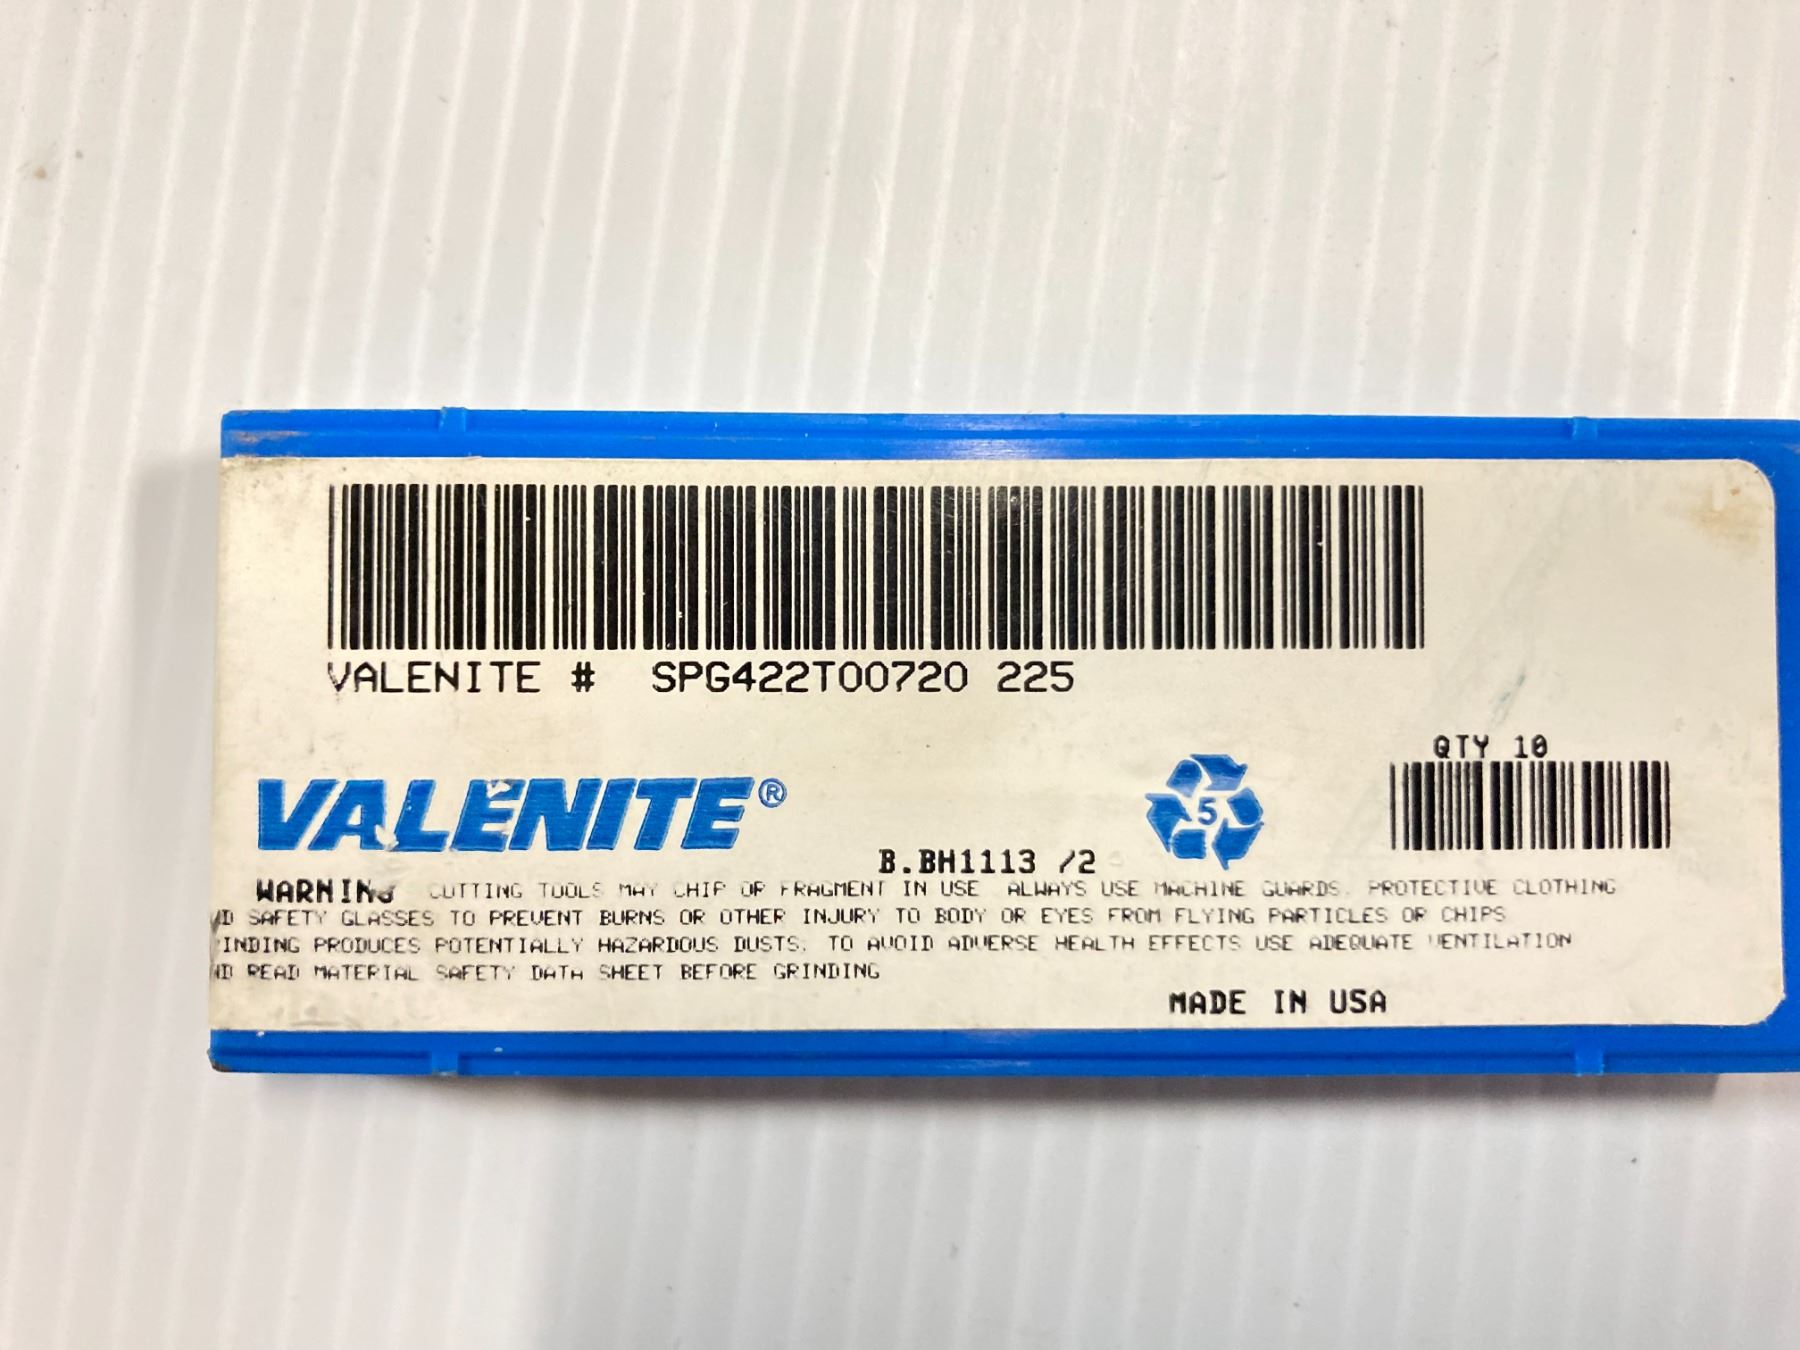 VALENITE # SPG422T00720 225
QTY 10
VALENITE®
5
B.BH1113 /2
WARNING CUTTING TOOLS MAY CHIP OR FRAGMENT IN USE ALWAYS USE MACHINE GUARDS. PROTECTIVE CLOTHING
SAFETY GLASSES TO PREVENT BURNS OR OTHER INJURY TO BODY OR EYES FROM FLYING PARTICLES OR CHIPS
INDING PRODUCES POTENTIALLY HAZARDOUS DUSTS. TO AVOID ADVERSE HEALTH EFFECTS USE ADEQUATE VENTILATION
READ MATERIAL SAFETY DATA SHEET BEFORE GRINDING
MADE IN USA